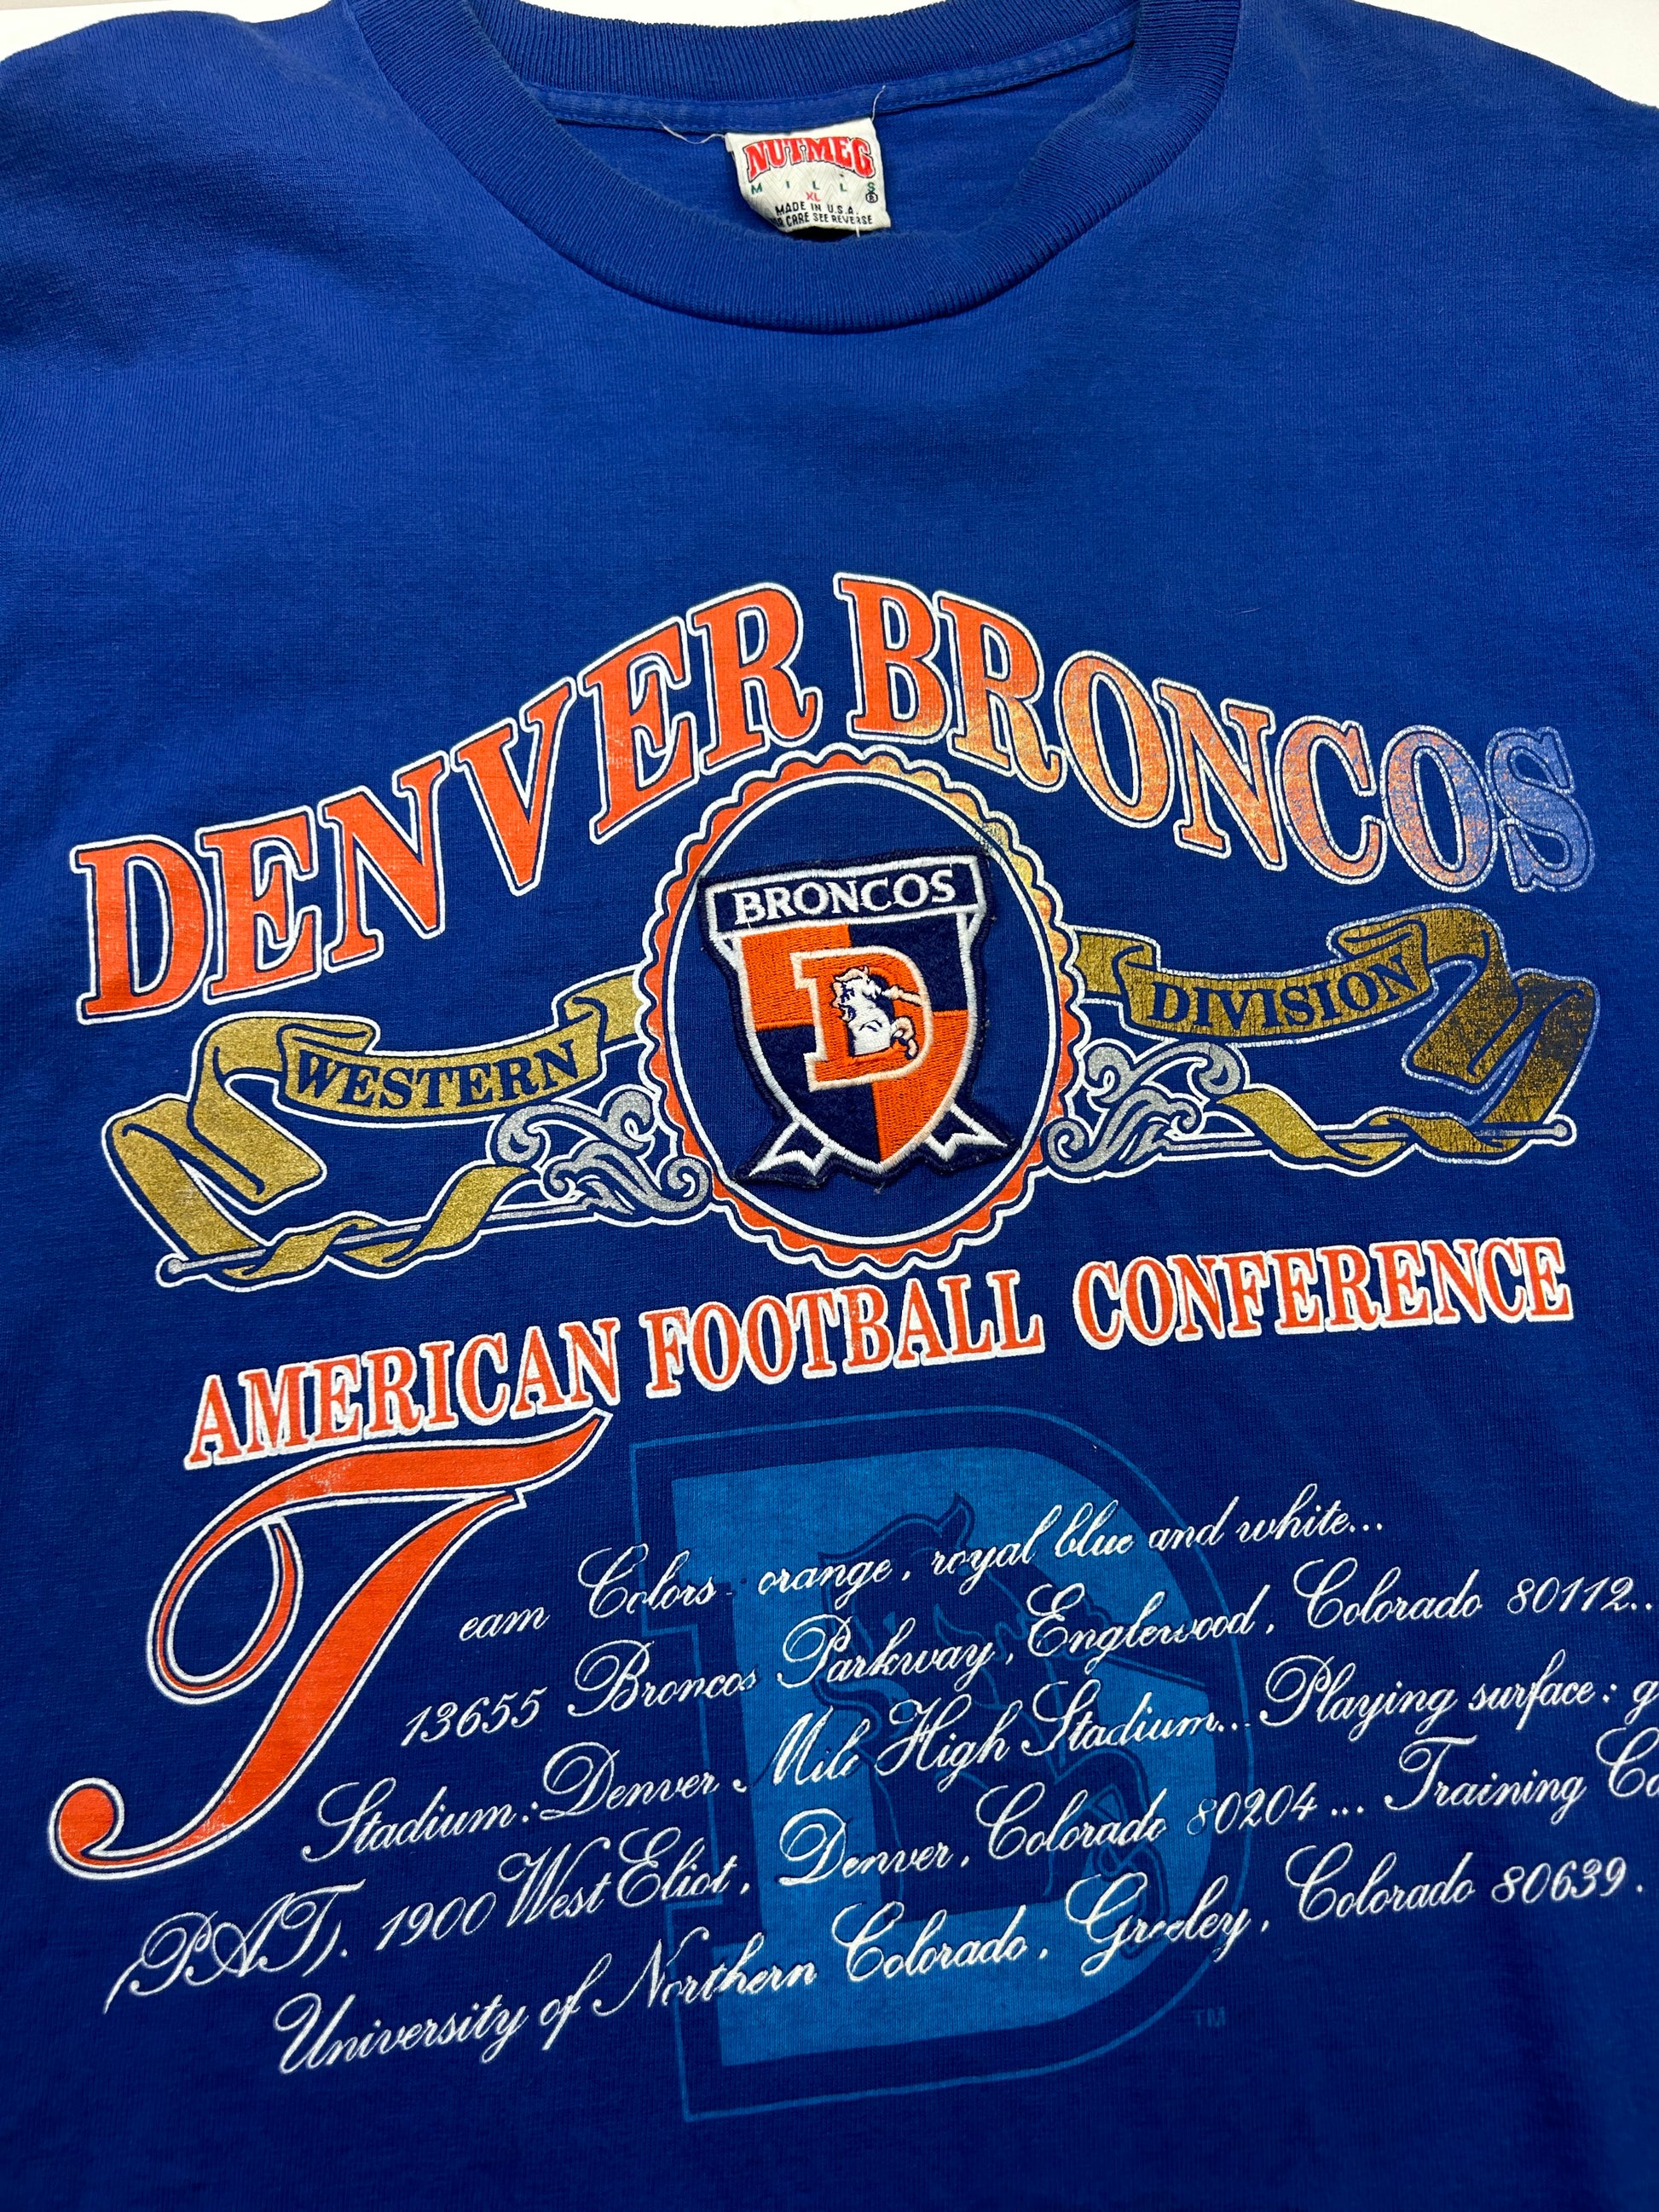 NUTMEG
MILLS
XL ®
MADE IN U.S.A.
CARE SEE REVERSE
DENVER BRONCOS
BRONCOS
D
WESTERN DIVISION
AMERICAN FOOTBALL CONFERENCE
Team Colors: orange, royal blue and white...
13655 Broncos Parkway, Englewood, Colorado 80112..
Stadium: Denver Mile High Stadium... Playing surface: g
(PAT). 1900 West Eliot, Denver, Colorado 80204... Training Ca
University of Northern Colorado, Greeley, Colorado 80639.
D
TM